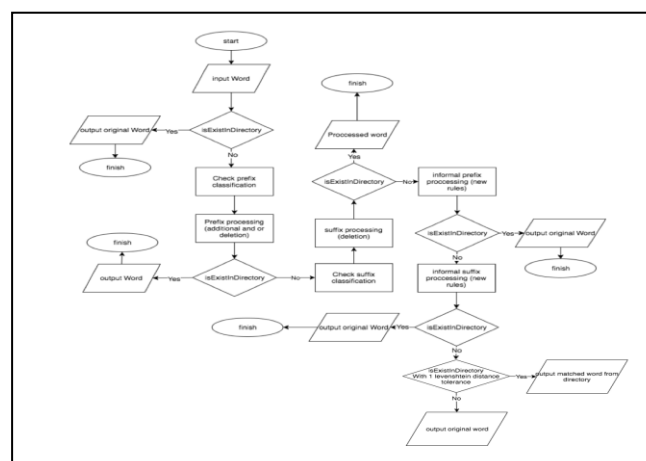 start
input Word
isExistInDirectory
Yes
output original Word
finish
No
Check prefix
classification
Prefix processing
(additional and or
deletion)
isExistInDirectory
Yes
output Word
finish
No
Check suffix
classification
suffix processing
(deletion)
isExistInDirectory
Yes
Proccessed word
finish
No
informal prefix
proccessing (new
rules)
isExistInDirectory
Yes
output original Word
finish
No
informal suffix
proccessing (new
rules)
isExistInDirectory
Yes
output original Word
finish
No
isExistInDirectory
With 1 levenshtein distance
tolerance
Yes
output matched word from
directory
No
output original word